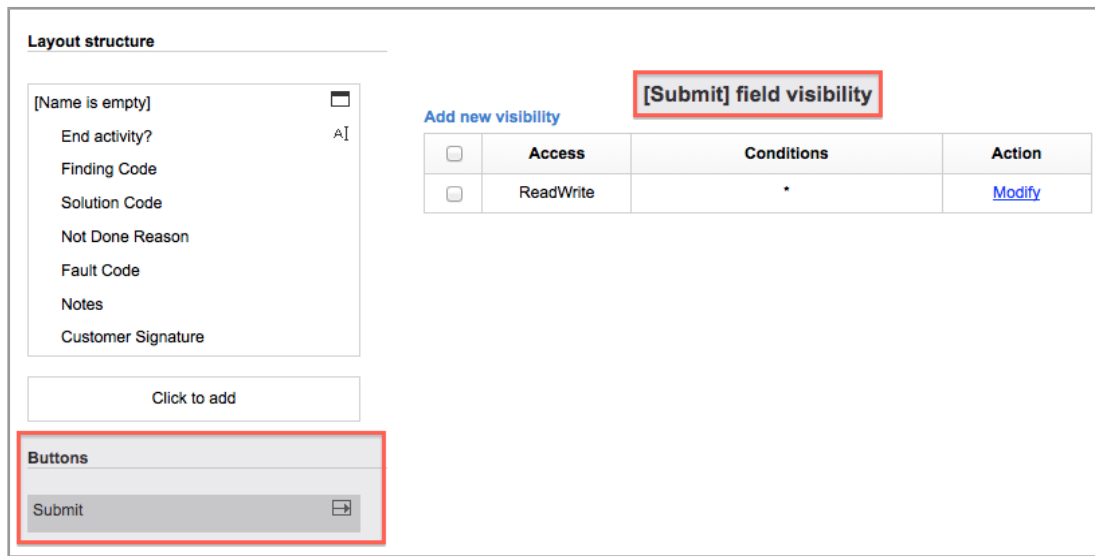 Layout structure
[Name is empty]
End activity?
Finding Code
Solution Code
Not Done Reason
Fault Code
Notes
Customer Signature
Click to add
Buttons
Submit
[Submit] field visibility
Add new visibility
Access Conditions Action
ReadWrite * Modify